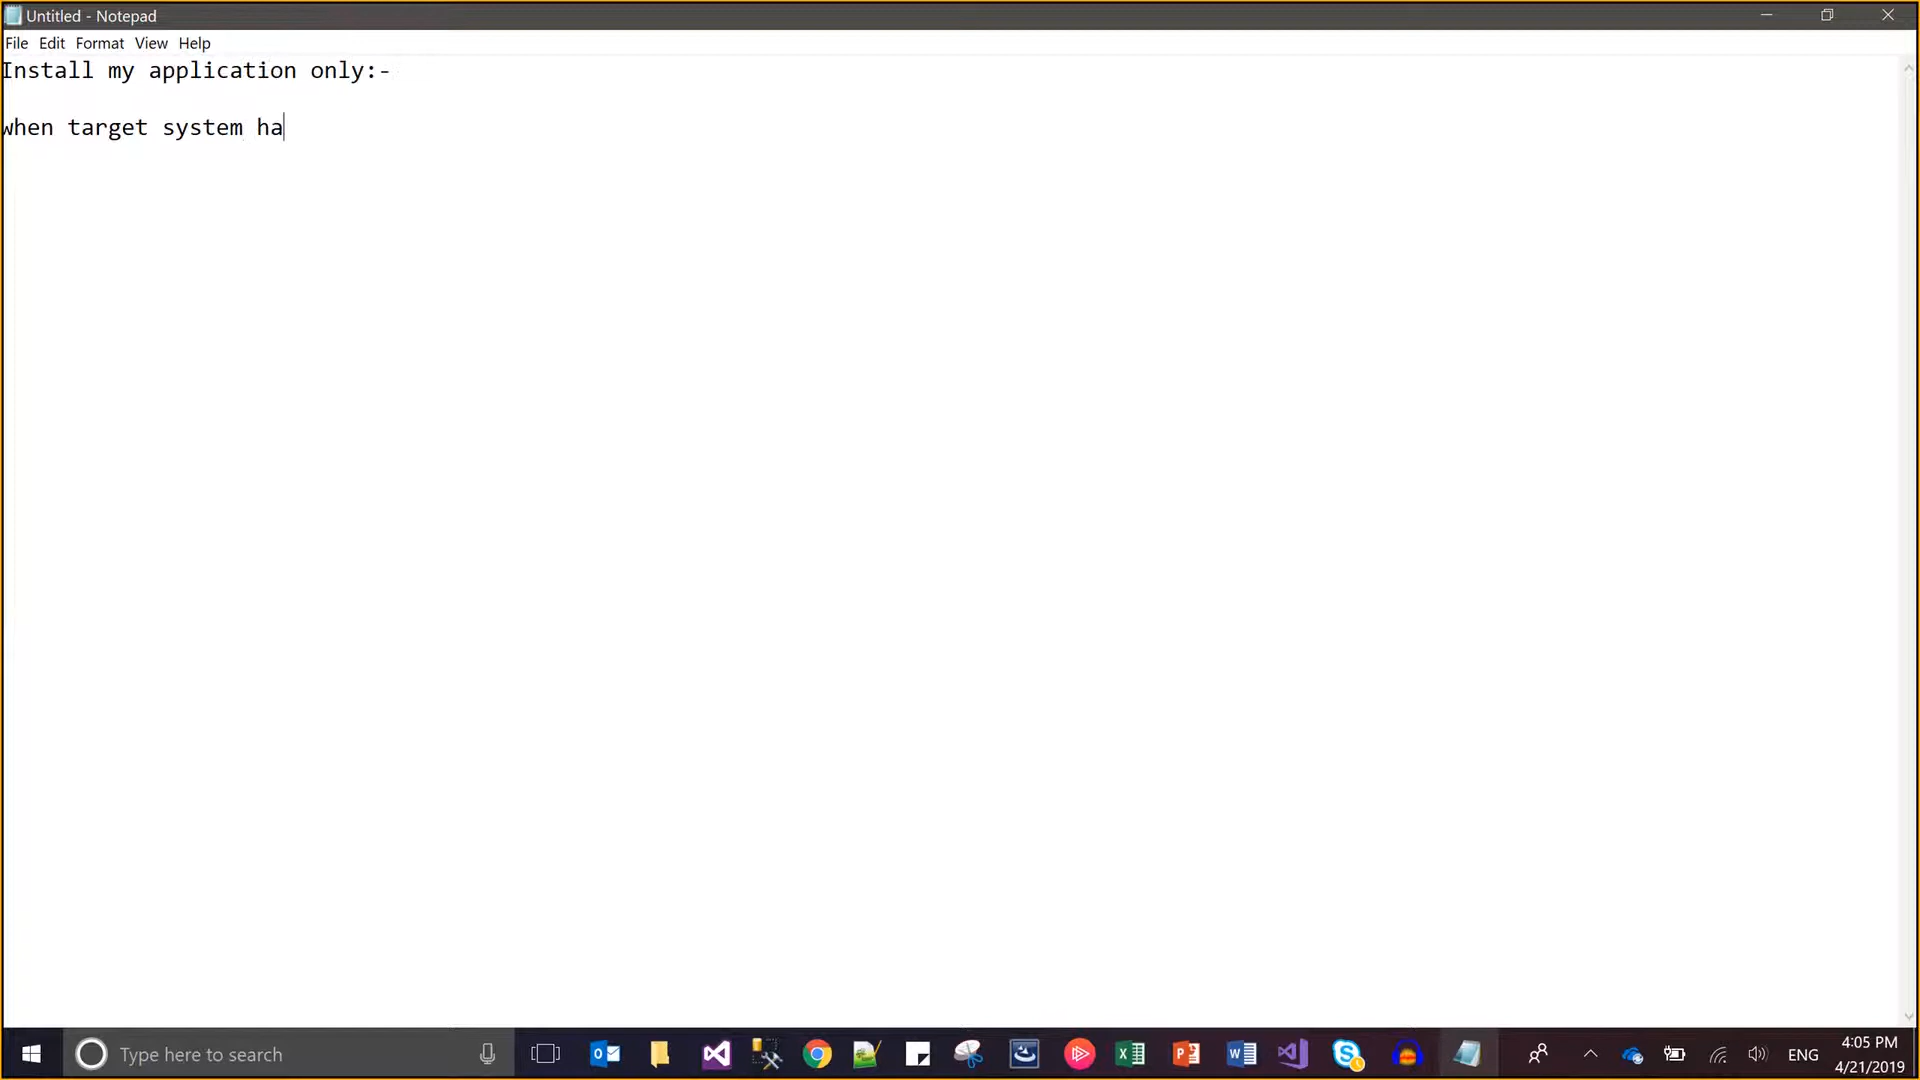 Untitled - Notepad
File Edit Format View Help
Install my application only:-
when target system ha
Type here to search
ENG
4:05 PM
4/21/2019